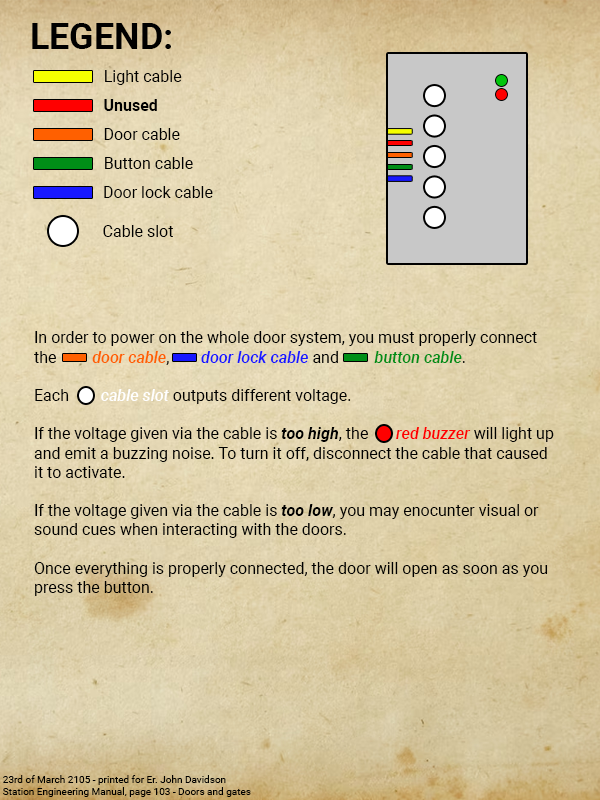 LEGEND:
Light cable
Unused
Door cable
Button cable
Door lock cable
Cable slot
In order to power on the whole door system, you must properly connect
the door cable, door lock cable and button cable.
Each cable slot outputs different voltage.
If the voltage given via the cable is too high, the red buzzer will light up
and emit a buzzing noise. To turn it off, disconnect the cable that caused
it to activate.
If the voltage given via the cable is too low, you may enocunter visual or
sound cues when interacting with the doors.
Once everything is properly connected, the door will open as soon as you
press the button.
23rd of March 2105 - printed for Er. John Davidson
Station Engineering Manual, page 103 - Doors and gates